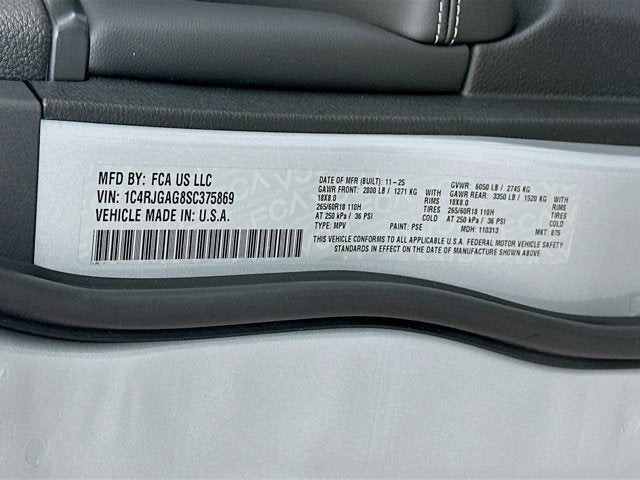 MFD BY: FCA US LLC
VIN: 1C4RJGAG8SC375869
VEHICLE MADE IN: U.S.A.
DATE OF MFR (BUILT): 11-25 GVWR: 6050 LB / 2745 KG
GAWR FRONT: 2800 LB / 1271 KG GAWR REAR: 3350 LB / 1520 KG
18X8.0 18X8.0
265/60R18 110H TIRES 265/60R18 110H TIRES
AT 250 kPa / 36 PSI COLD AT 250 kPa / 36 PSI COLD
TYPE: MPV PAINT: PSE MDH: 110313 MKT: 875
THIS VEHICLE CONFORMS TO ALL APPLICABLE U.S.A. FEDERAL MOTOR VEHICLE SAFETY
STANDARDS IN EFFECT ON THE DATE OF MANUFACTURE SHOWN ABOVE